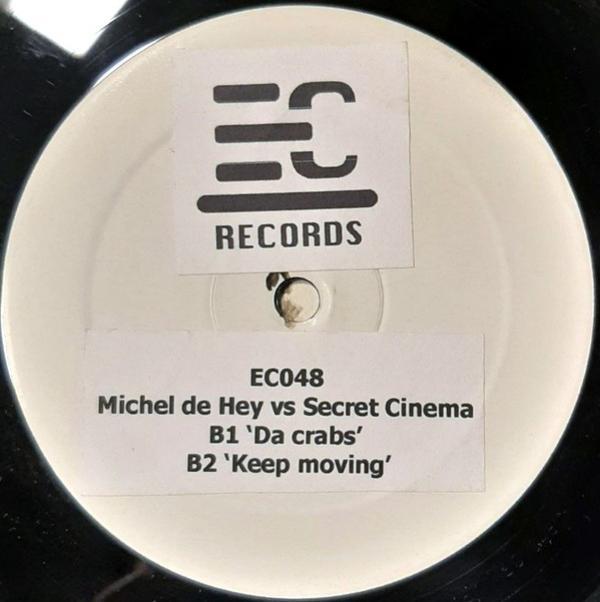 EC
RECORDS
EC048
Michel de Hey vs Secret Cinema
B1 ‘Da crabs’
B2 ‘Keep moving’